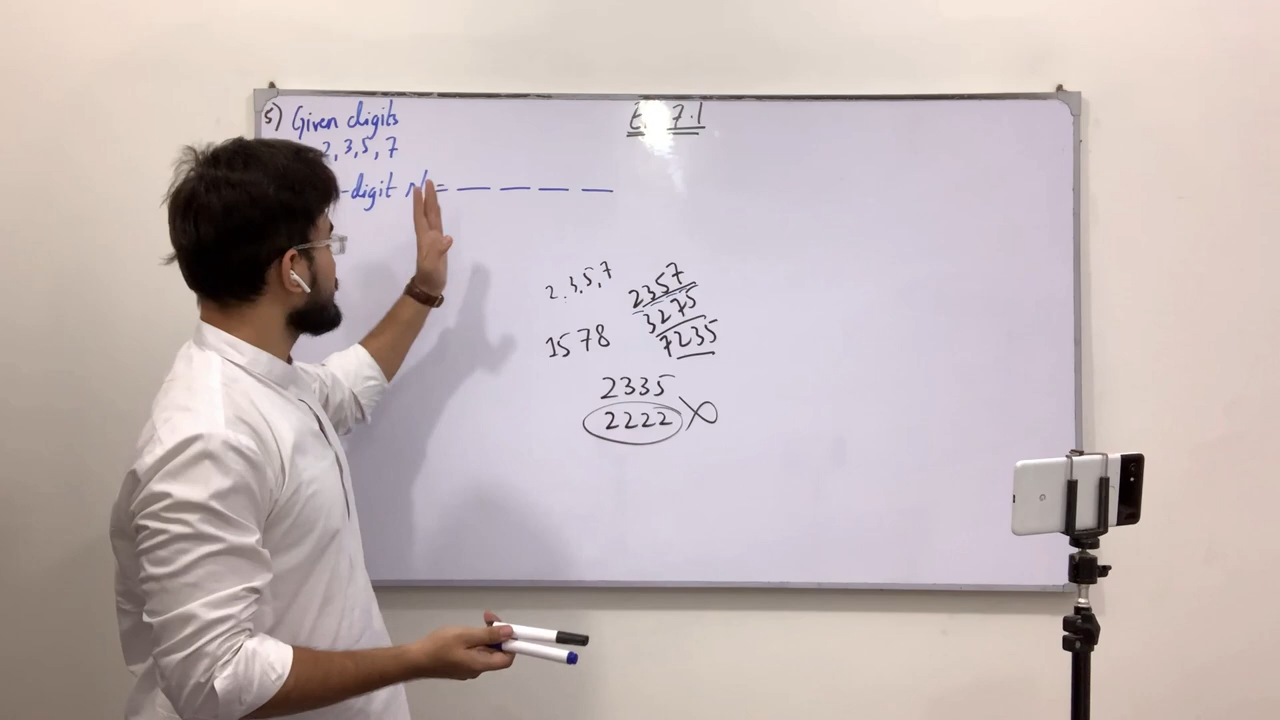 5) Given digits
Ex 7.1
2, 3, 5, 7
-digit = _ _ _ _
2,3,5,7
2357
3275
7235
1578
2335
2222